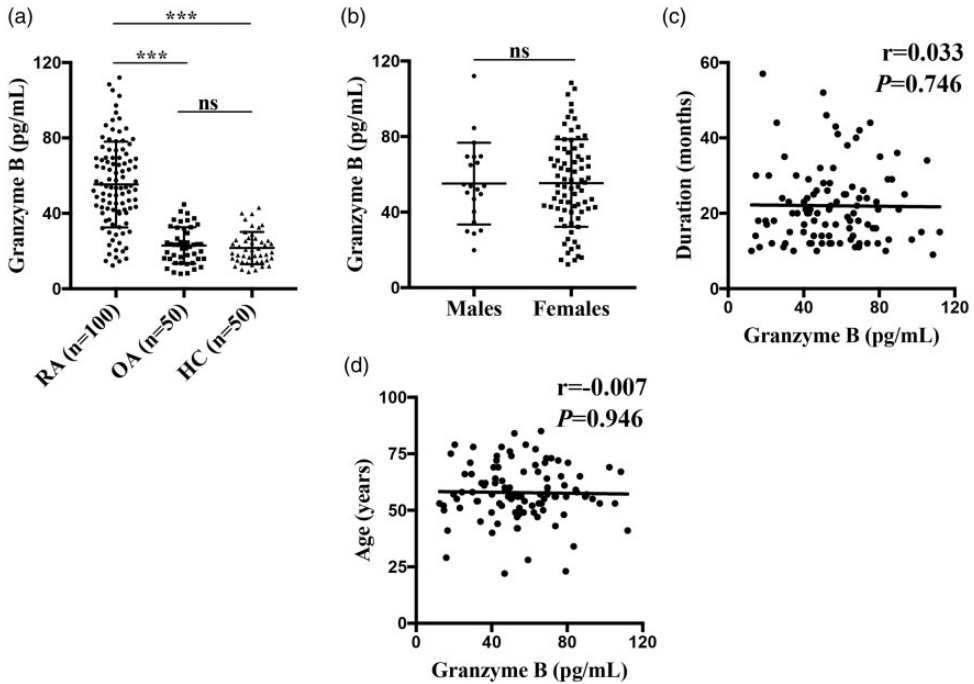 (a)
***
***
ns
Granzyme B (pg/mL)
120
80
40
0
RA (n=100)
OA (n=50)
HC (n=50)
(b)
ns
Granzyme B (pg/mL)
120
80
40
0
Males Females
(c)
r=0.033
P=0.746
Duration (months)
60
40
20
0
0 40 80 120
Granzyme B (pg/mL)
(d)
r=-0.007
P=0.946
Age (years)
100
75
50
25
0
0 40 80 120
Granzyme B (pg/mL)